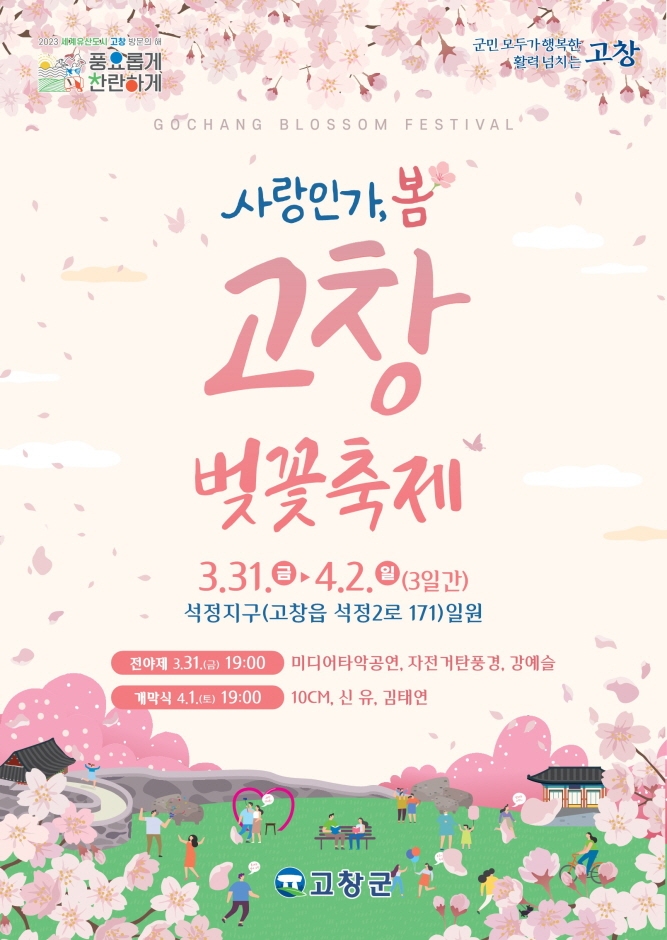 2023 세계유산도시 고창 방문의 해
풍요롭게
찬란하게
군민 모두가 행복한
활력 넘치는 고창
GOCHANG BLOSSOM FESTIVAL
사랑인가, 봄
고창
벚꽃축제
3.31.금 ▸ 4.2.일 (3일간)
석정지구(고창읍 석정2로 171)일원
전야제 3.31.(금) 19:00 미디어타악공연, 자전거탄풍경, 강예슬
개막식 4.1.(토) 19:00 10CM, 신 유, 김태연
고창군